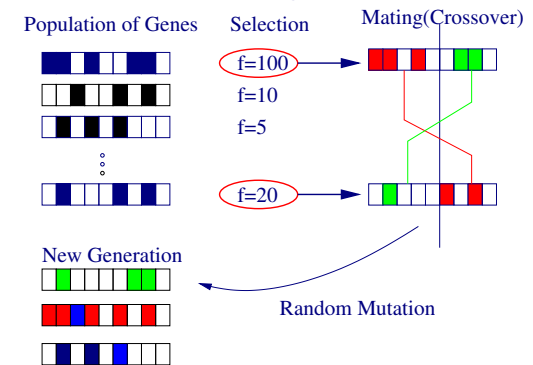 Population of Genes
Selection
Mating(Crossover)
f=100
f=10
f=5
f=20
New Generation
Random Mutation